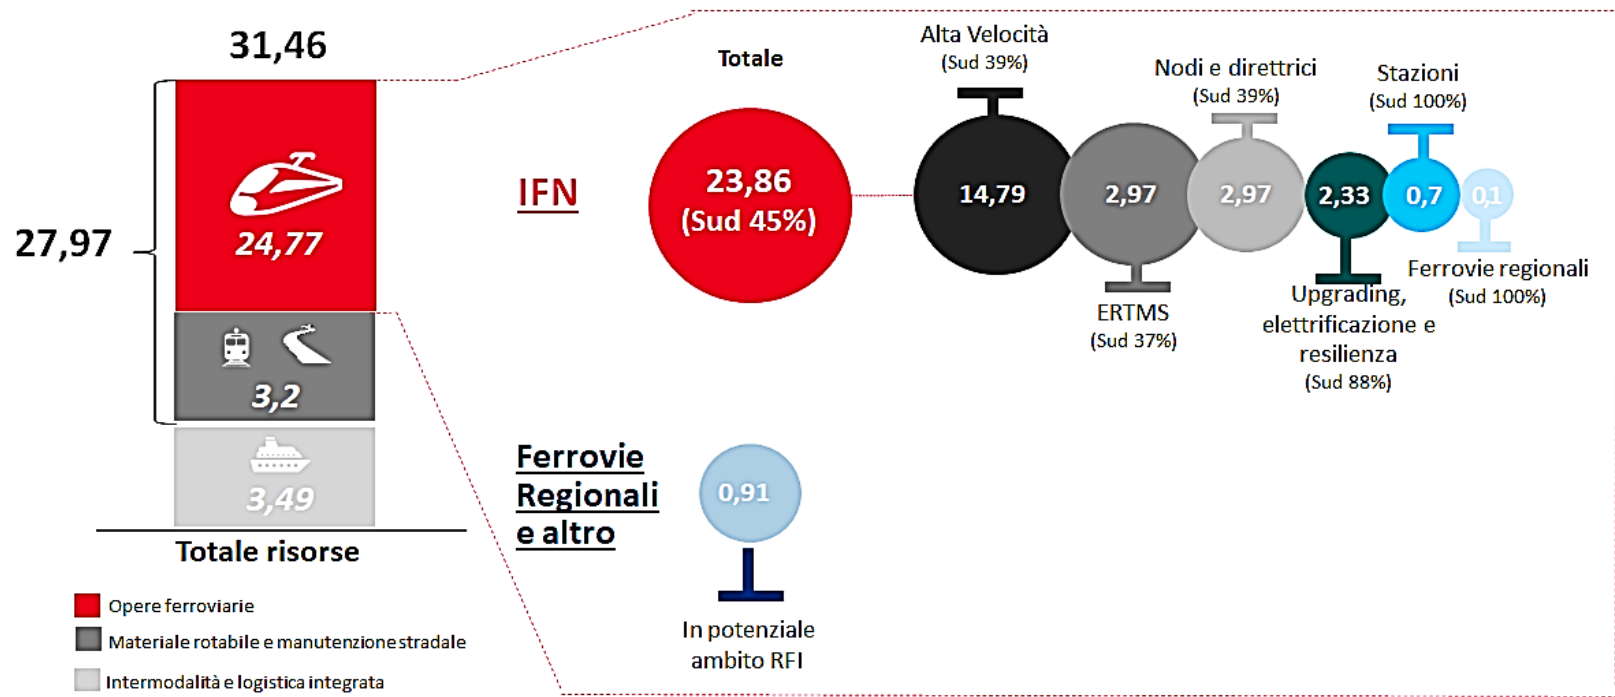 31,46
27,97
24,77
3,2
3,49
Totale risorse
Opere ferroviarie
Materiale rotabile e manutenzione stradale
Intermodalità e logistica integrata
IFN
Totale
23,86
(Sud 45%)
Alta Velocità
(Sud 39%)
14,79
2,97
ERTMS
(Sud 37%)
Nodi e direttrici
(Sud 39%)
2,97
2,33
Upgrading,
elettrificazione e
resilienza
(Sud 88%)
Stazioni
(Sud 100%)
0,7
0,1
Ferrovie regionali
(Sud 100%)
Ferrovie
Regionali
e altro
0,91
In potenziale
ambito RFI